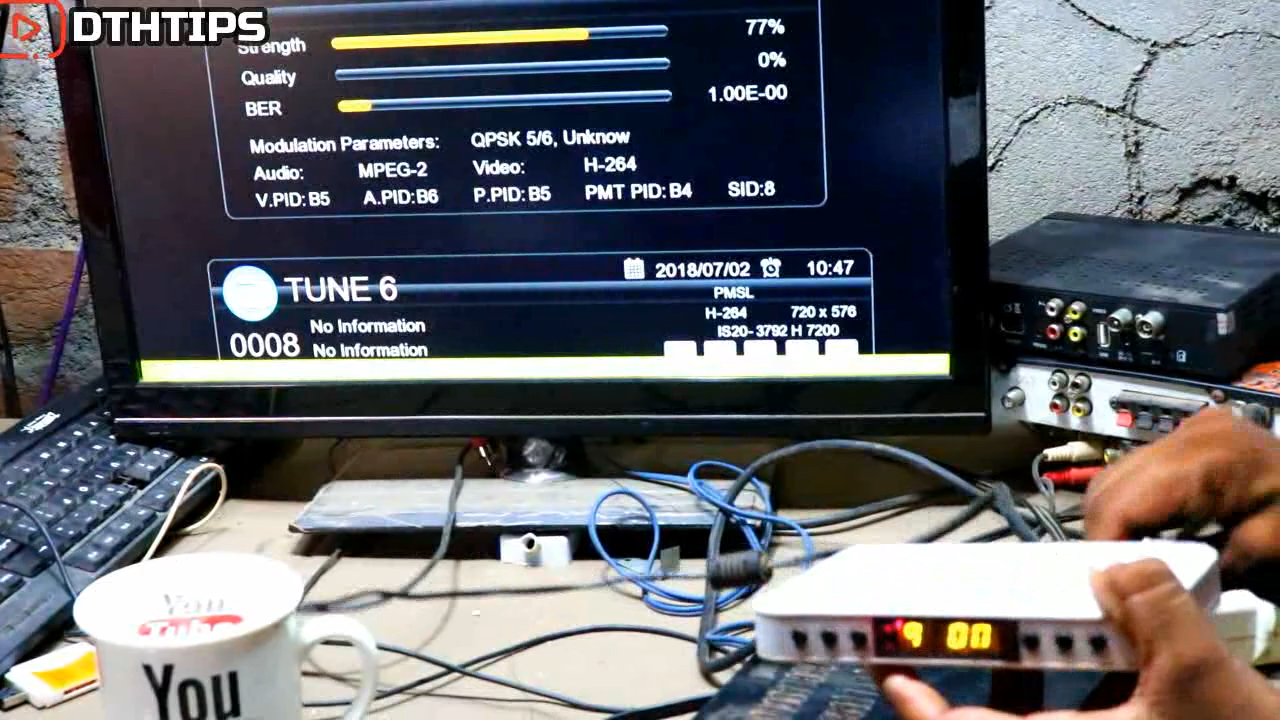 DTHTIPS
Strength 77%
Quality 0%
BER 1.00E-00
Modulation Parameters: QPSK 5/6, Unknow
Audio: MPEG-2 Video: H-264
V.PID:B5 A.PID:B6 P.PID:B5 PMT PID:B4 SID:8
TUNE 6 2018/07/02 10:47
PMSL
H-264 720 x 576
No Information IS20- 3792 H 7200
0008 No Information
You
Tube
You